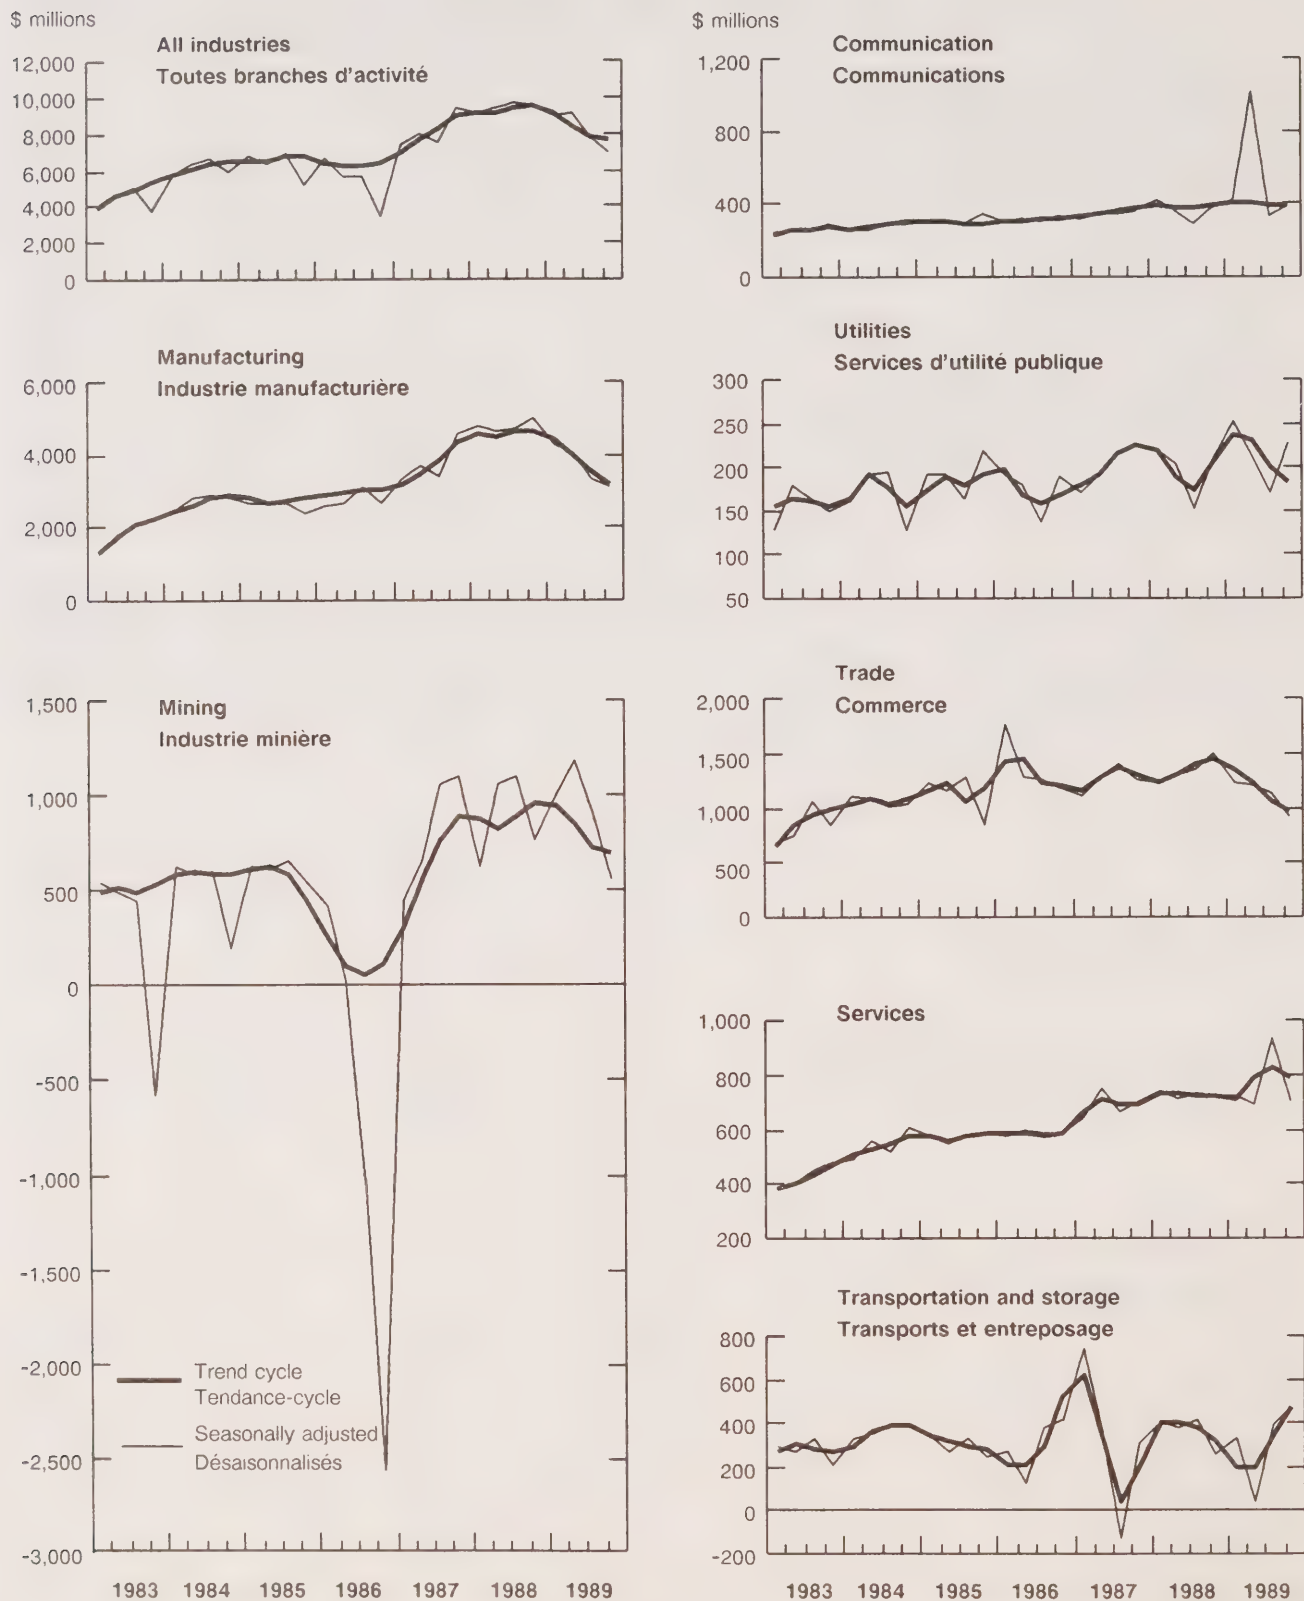 $ millions
All industries
Toutes branches d'activité
12,000
10,000
8,000
6,000
4,000
2,000
0
Manufacturing
Industrie manufacturière
6,000
4,000
2,000
0
Mining
Industrie minière
1,500
1,000
500
0
-500
-1,000
-1,500
-2,000
-2,500
-3,000
Trend cycle
Tendance-cycle
Seasonally adjusted
Désaisonnalisés
1983 1984 1985 1986 1987 1988 1989
$ millions
Communication
Communications
1,200
800
400
0
Utilities
Services d'utilité publique
300
250
200
150
100
50
Trade
Commerce
2,000
1,500
1,000
500
0
Services
1,000
800
600
400
200
Transportation and storage
Transports et entreposage
800
600
400
200
0
-200
1983 1984 1985 1986 1987 1988 1989